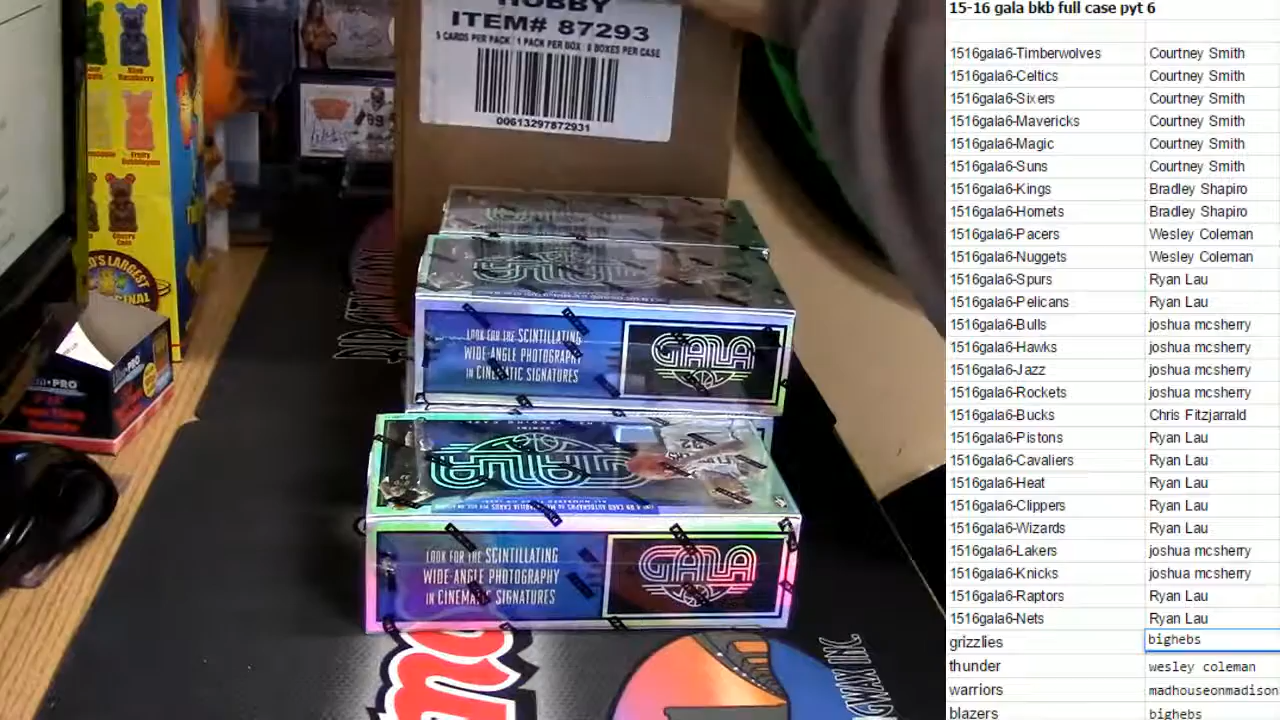 HOBBY
ITEM# 87293
5 CARDS PER PACK | 1 PACK PER BOX | 8 BOXES PER CASE
00613297872931
Blue
Raspberry
Fruity
Bubblegum
Cherry
Cola
LOOK FOR THE SCINTILLATING
WIDE-ANGLE PHOTOGRAPHY
IN CINEMATIC SIGNATURES
GALA
LOOK FOR THE SCINTILLATING
WIDE-ANGLE PHOTOGRAPHY
IN CINEMATIC SIGNATURES
GALA
15-16 gala bkb full case pyt 6
1516gala6-Timberwolves Courtney Smith
1516gala6-Celtics Courtney Smith
1516gala6-Sixers Courtney Smith
1516gala6-Mavericks Courtney Smith
1516gala6-Magic Courtney Smith
1516gala6-Suns Courtney Smith
1516gala6-Kings Bradley Shapiro
1516gala6-Hornets Bradley Shapiro
1516gala6-Pacers Wesley Coleman
1516gala6-Nuggets Wesley Coleman
1516gala6-Spurs Ryan Lau
1516gala6-Pelicans Ryan Lau
1516gala6-Bulls joshua mcsherry
1516gala6-Hawks joshua mcsherry
1516gala6-Jazz joshua mcsherry
1516gala6-Rockets joshua mcsherry
1516gala6-Bucks Chris Fitzjarrald
1516gala6-Pistons Ryan Lau
1516gala6-Cavaliers Ryan Lau
1516gala6-Heat Ryan Lau
1516gala6-Clippers Ryan Lau
1516gala6-Wizards Ryan Lau
1516gala6-Lakers joshua mcsherry
1516gala6-Knicks joshua mcsherry
1516gala6-Raptors Ryan Lau
1516gala6-Nets Ryan Lau
grizzlies bighebs
thunder wesley coleman
warriors madhouseonmadison
blazers bighebs